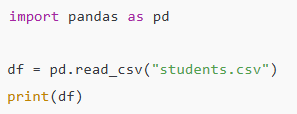 import pandas as pd
df = pd.read_csv("students.csv")
print(df)